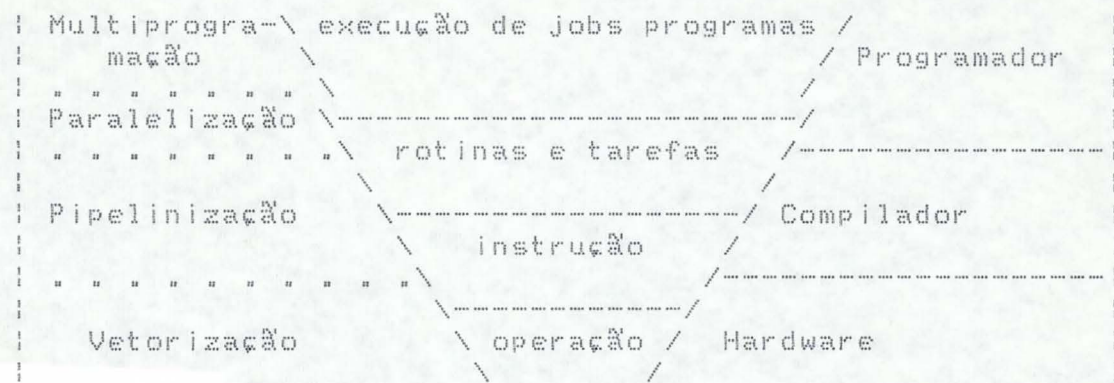 Multiprogra- execução de jobs programas
mação Programador
Paralelização
rotinas e tarefas
Pipelinização Compilador
instrução
Vetorização operação Hardware